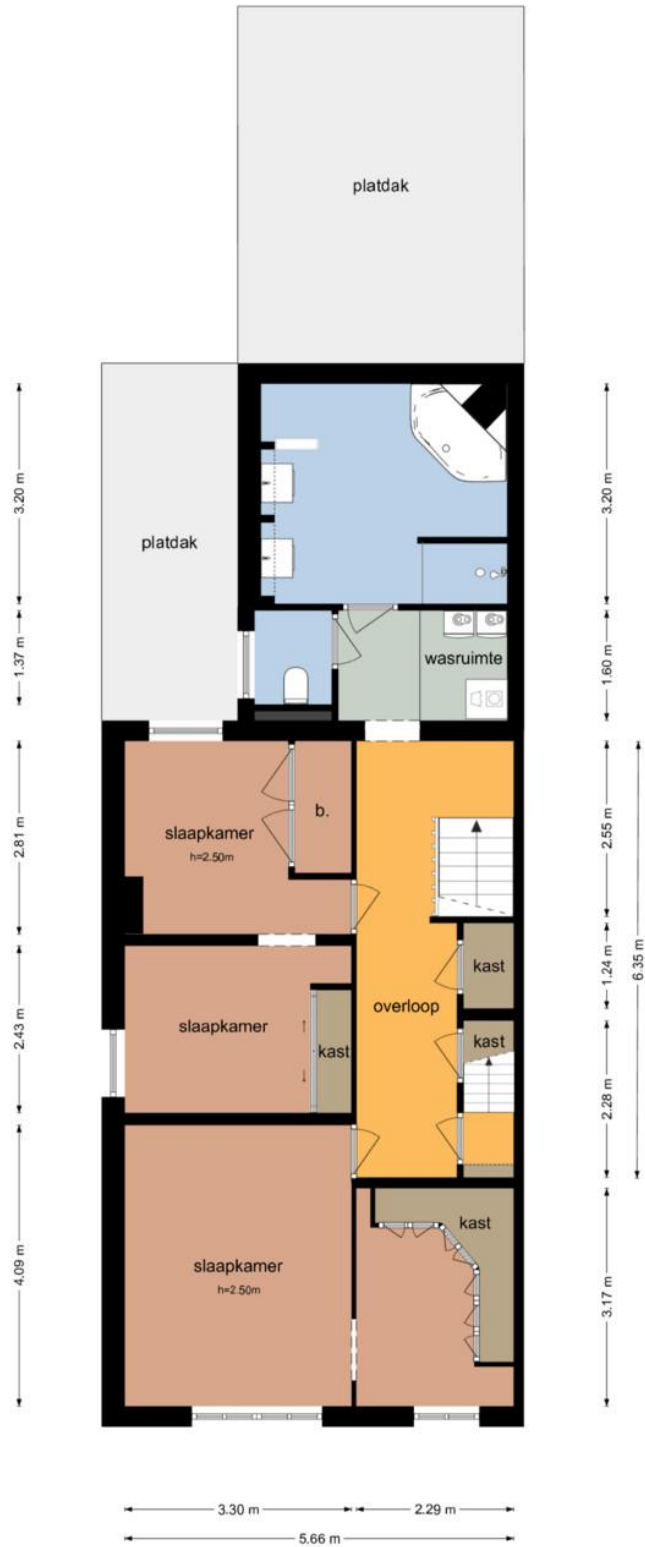 platdak
platdak
3.20 m
3.20 m
1.37 m
wasruimte
1.60 m
2.81 m
slaapkamer
h=2.50m
b.
2.55 m
kast
1.24 m
6.35 m
2.43 m
slaapkamer
kast
overloop
kast
2.28 m
4.09 m
slaapkamer
h=2.50m
kast
3.17 m
3.30 m
2.29 m
5.66 m